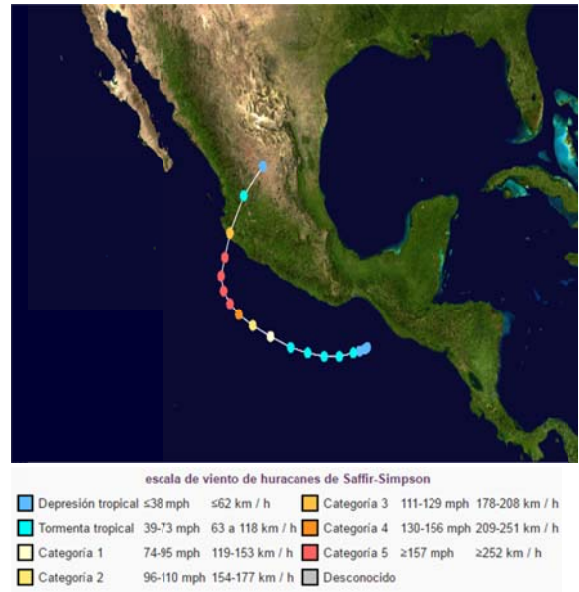 escala de viento de huracanes de Saffir-Simpson
Depresión tropical ≤38 mph ≤62 km / h Categoría 3 111-129 mph 178-208 km / h
Tormenta tropical 39-73 mph 63 a 118 km / h Categoría 4 130-156 mph 209-251 km / h
Categoría 1 74-95 mph 119-153 km / h Categoría 5 ≥157 mph ≥252 km / h
Categoría 2 96-110 mph 154-177 km / h Desconocido